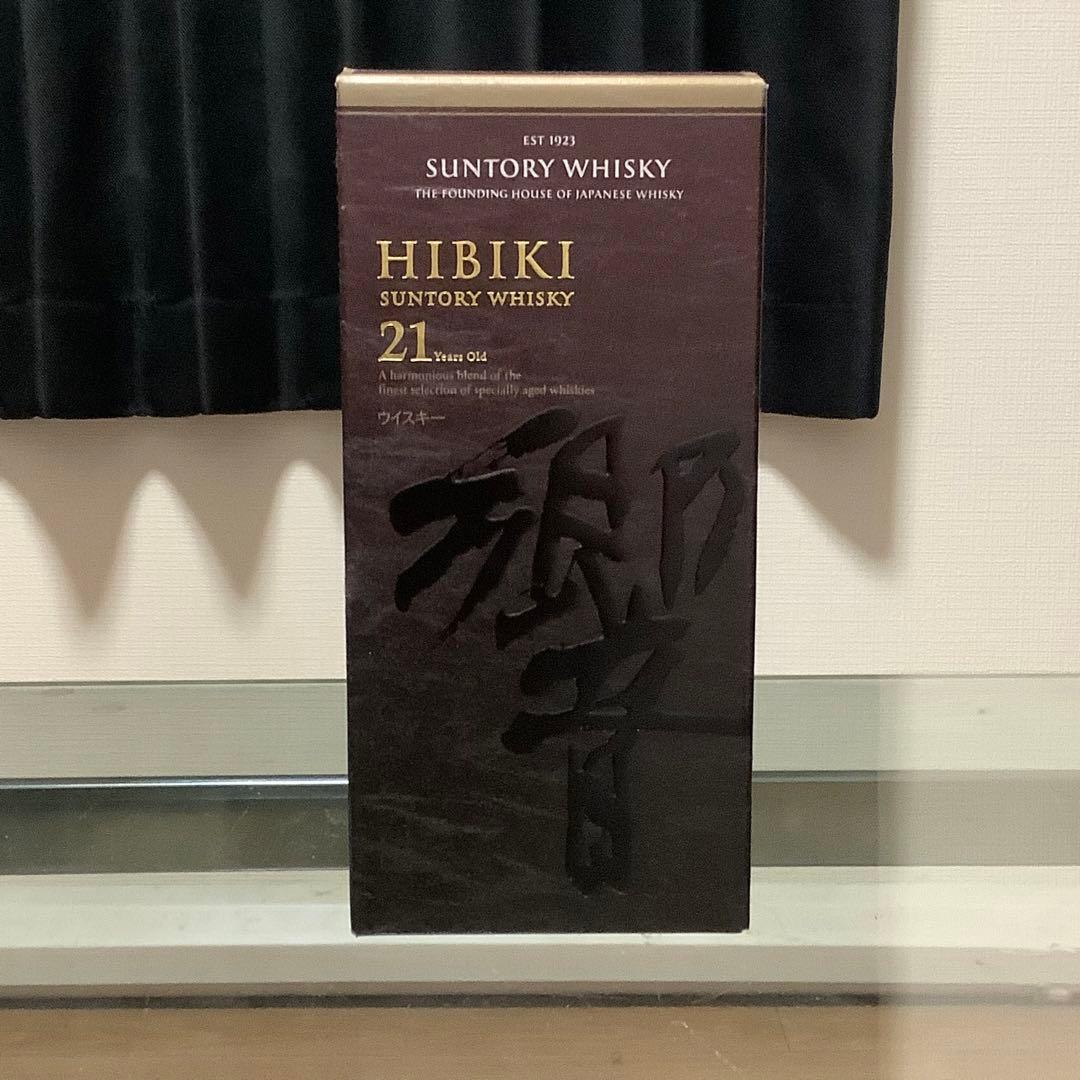 EST 1923
SUNTORY WHISKY
THE FOUNDING HOUSE OF JAPANESE WHISKY
HIBIKI
SUNTORY WHISKY
21 Years Old
A harmonious blend of the
finest selection of specially aged whiskies
ウイスキー
響